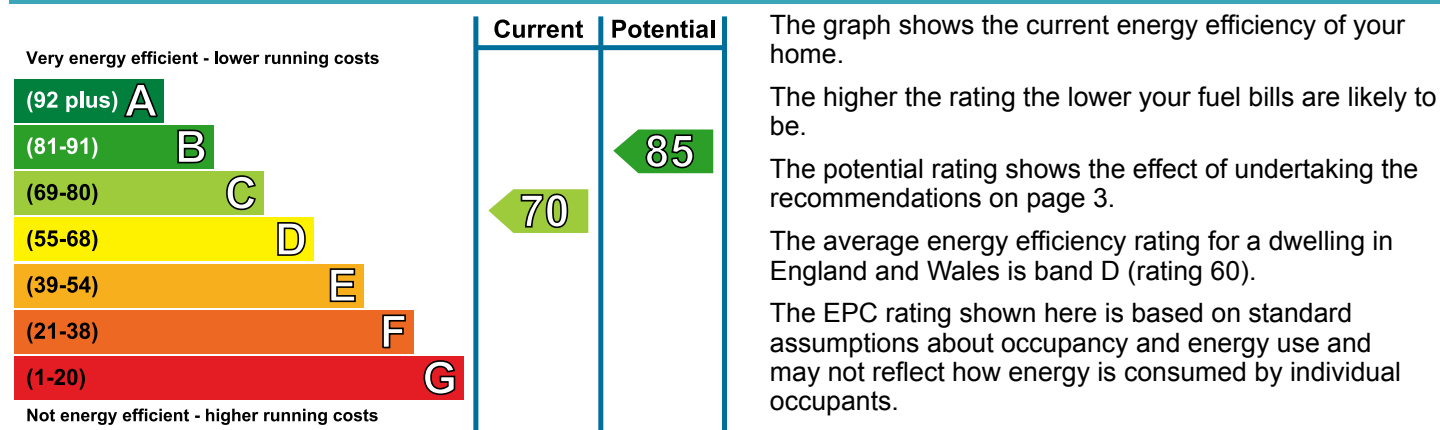 Current Potential
Very energy efficient - lower running costs
(92 plus) A
(81-91) B
85
(69-80) C
70
(55-68) D
(39-54) E
(21-38) F
(1-20) G
Not energy efficient - higher running costs
The graph shows the current energy efficiency of your
home.
The higher the rating the lower your fuel bills are likely to
be.
The potential rating shows the effect of undertaking the
recommendations on page 3.
The average energy efficiency rating for a dwelling in
England and Wales is band D (rating 60).
The EPC rating shown here is based on standard
assumptions about occupancy and energy use and
may not reflect how energy is consumed by individual
occupants.